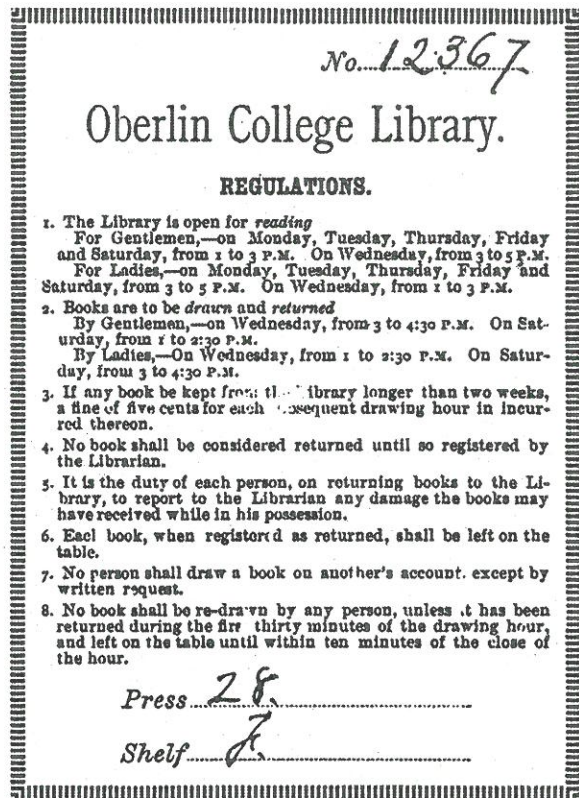 No. 12367
Oberlin College Library.
REGULATIONS.
1. The Library is open for reading
For Gentlemen,—on Monday, Tuesday, Thursday, Friday
and Saturday, from 1 to 3 P.M. On Wednesday, from 3 to 5 P.M.
For Ladies,—on Monday, Tuesday, Thursday, Friday and
Saturday, from 3 to 5 P.M. On Wednesday, from 1 to 3 P.M.
2. Books are to be drawn and returned
By Gentlemen,—on Wednesday, from 3 to 4:30 P.M. On Sat-
urday, from 1 to 2:30 P.M.
By Ladies,—On Wednesday, from 1 to 2:30 P.M. On Satur-
day, from 3 to 4:30 P.M.
3. If any book be kept from the library longer than two weeks,
a fine of five cents for each subsequent drawing hour in incur-
red thereon.
4. No book shall be considered returned until so registered by
the Librarian.
5. It is the duty of each person, on returning books to the Li-
brary, to report to the Librarian any damage the books may
have received while in his possession.
6. Each book, when registered as returned, shall be left on the
table.
7. No person shall draw a book on another's account. except by
written request.
8. No book shall be re-drawn by any person, unless it has been
returned during the first thirty minutes of the drawing hour,
and left on the table until within ten minutes of the close of
the hour.
Press 28.
Shelf